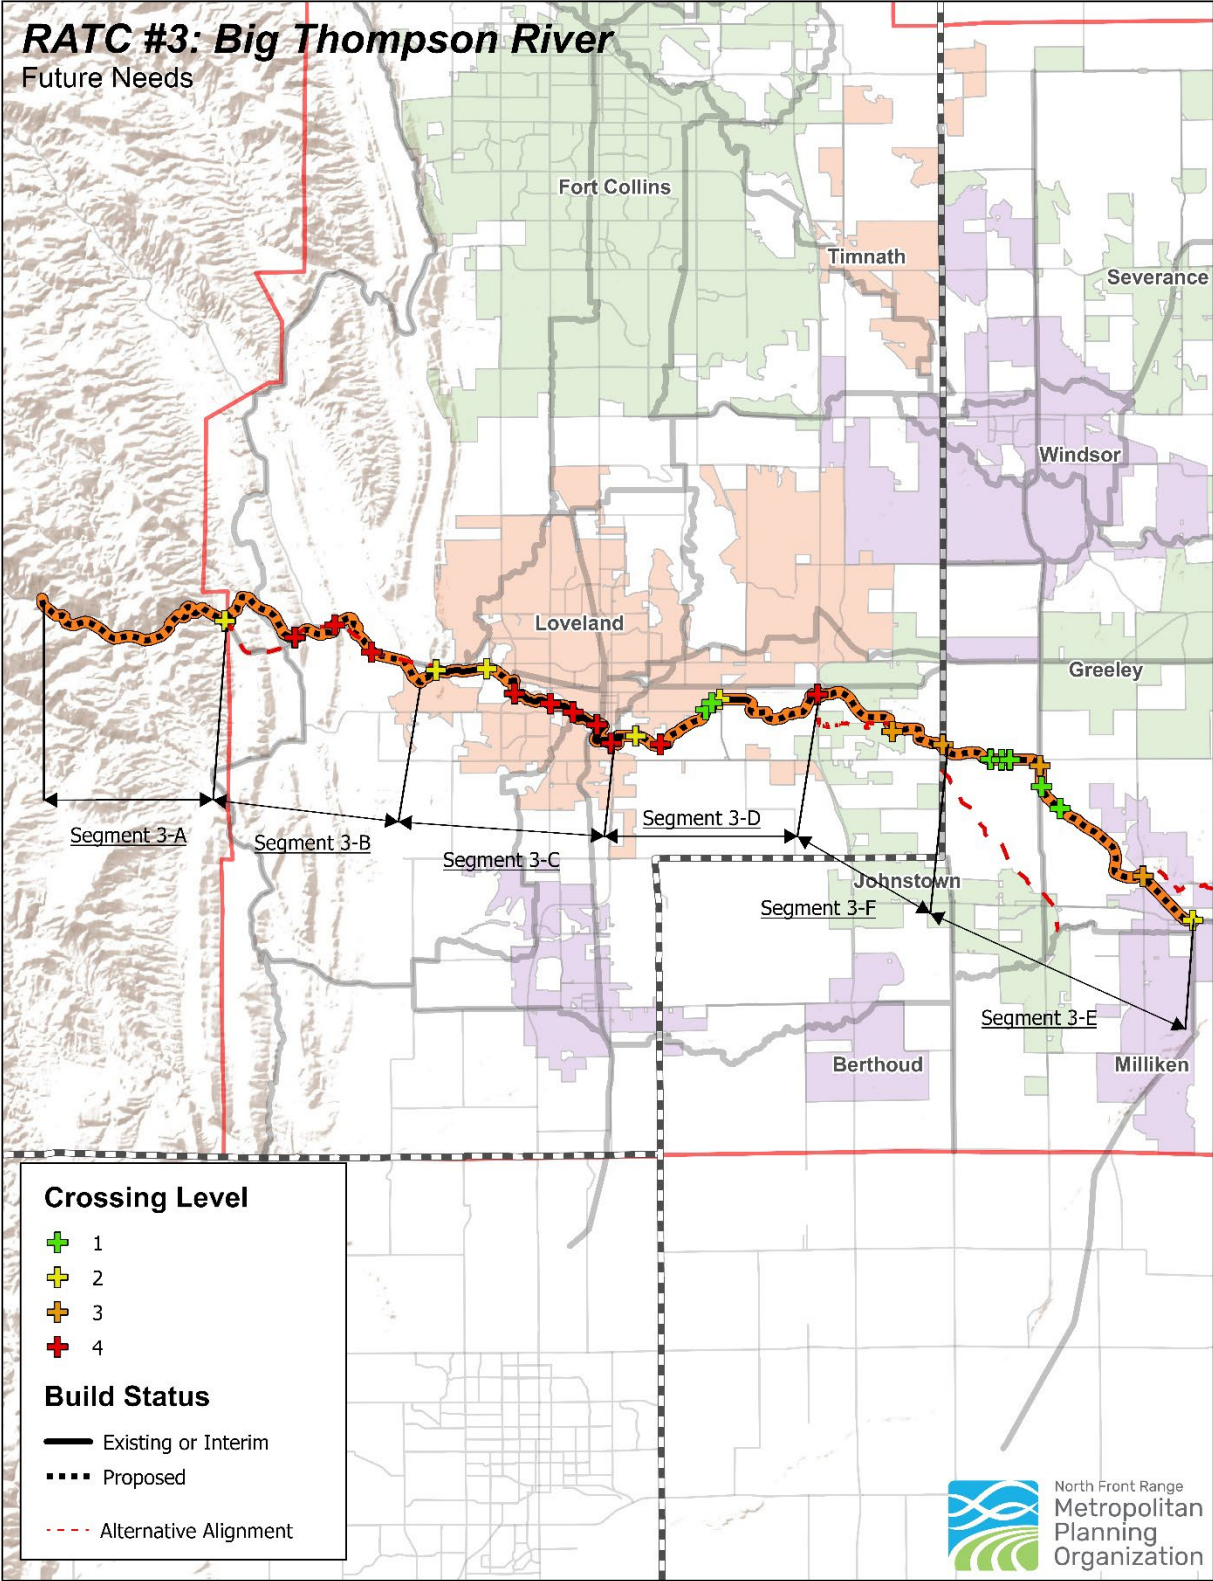 RATC #3: Big Thompson River
Future Needs
Fort Collins
Timnath
Severance
Windsor
Loveland
Greeley
Segment 3-A
Segment 3-B
Segment 3-C
Segment 3-D
Johnstown
Segment 3-F
Segment 3-E
Berthoud
Milliken
Crossing Level
1
2
3
4
Build Status
Existing or Interim
Proposed
Alternative Alignment
North Front Range
Metropolitan
Planning
Organization